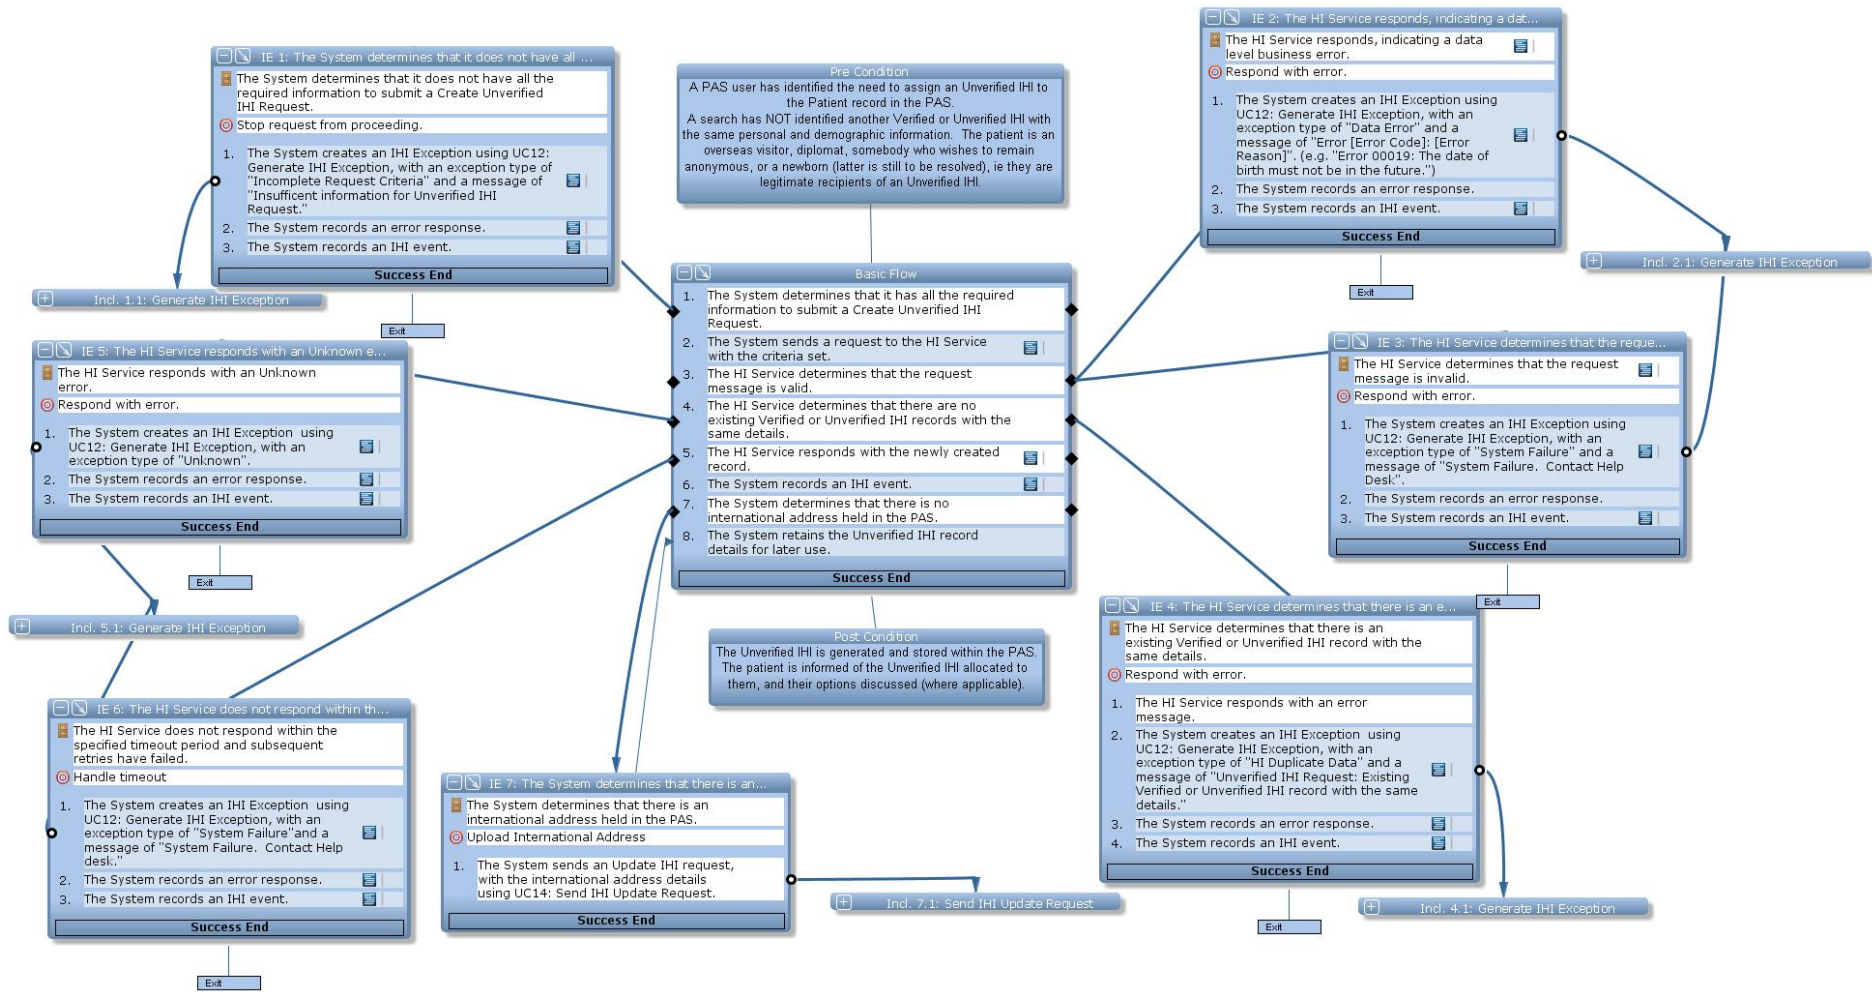 IE 1: The System determines that it does not have all ...
The System determines that it does not have all the
required information to submit a Create Unverified
IHI Request.
Stop request from proceeding.
1. The System creates an IHI Exception using UC12:
Generate IHI Exception, with an exception type of
"Incomplete Request Criteria" and a message of
"Insufficent information for Unverified IHI
Request."
2. The System records an error response.
3. The System records an IHI event.
Success End
Incl. 1.1: Generate IHI Exception
Exit
Pre Condition
A PAS user has identified the need to assign an Unverified IHI to
the Patient record in the PAS.
A search has NOT identified another Verified or Unverified IHI with
the same personal and demographic information. The patient is an
overseas visitor, diplomat, somebody who wishes to remain
anonymous, or a newborn (latter is still to be resolved), ie they are
legitimate recipients of an Unverified IHI.
IE 2: The HI Service responds, indicating a dat...
The HI Service responds, indicating a data
level business error.
Respond with error.
1. The System creates an IHI Exception using
UC12: Generate IHI Exception, with an
exception type of "Data Error" and a
message of "Error [Error Code]: [Error
Reason]". (e.g. "Error 00019: The date of
birth must not be in the future.")
2. The System records an error response.
3. The System records an IHI event.
Success End
Incl. 2.1: Generate IHI Exception
Exit
Basic Flow
1. The System determines that it has all the required
information to submit a Create Unverified IHI
Request.
2. The System sends a request to the HI Service
with the criteria set.
3. The HI Service determines that the request
message is valid.
4. The HI Service determines that there are no
existing Verified or Unverified IHI records with the
same details.
5. The HI Service responds with the newly created
record.
6. The System records an IHI event.
7. The System determines that there is no
international address held in the PAS.
8. The System retains the Unverified IHI record
details for later use.
Success End
IE 5: The HI Service responds with an Unknown e...
The HI Service responds with an Unknown
error.
Respond with error.
1. The System creates an IHI Exception using
UC12: Generate IHI Exception, with an
exception type of "Unknown".
2. The System records an error response.
3. The System records an IHI event.
Success End
Exit
Incl. 5.1: Generate IHI Exception
IE 3: The HI Service determines that the reque...
The HI Service determines that the request
message is invalid.
Respond with error.
1. The System creates an IHI Exception using
UC12: Generate IHI Exception, with an
exception type of "System Failure" and a
message of "System Failure. Contact Help
Desk".
2. The System records an error response.
3. The System records an IHI event.
Success End
Exit
Post Condition
The Unverified IHI is generated and stored within the PAS.
The patient is informed of the Unverified IHI allocated to
them, and their options discussed (where applicable).
IE 4: The HI Service determines that there is an e...
The HI Service determines that there is an
existing Verified or Unverified IHI record with the
same details.
Respond with error.
1. The HI Service responds with an error
message.
2. The System creates an IHI Exception using
UC12: Generate IHI Exception, with an
exception type of "HI Duplicate Data" and a
message of "Unverified IHI Request: Existing
Verified or Unverified IHI record with the same
details."
3. The System records an error response.
4. The System records an IHI event.
Success End
Exit
Incl. 4.1: Generate IHI Exception
IE 6: The HI Service does not respond within th...
The HI Service does not respond within the
specified timeout period and subsequent
retries have failed.
Handle timeout
1. The System creates an IHI Exception using
UC12: Generate IHI Exception, with an
exception type of "System Failure"and a
message of "System Failure. Contact Help
desk."
2. The System records an error response.
3. The System records an IHI event.
Success End
Exit
IE 7: The System determines that there is an...
The System determines that there is an
international address held in the PAS.
Upload International Address
1. The System sends an Update IHI request,
with the international address details
using UC14: Send IHI Update Request.
Success End
Incl. 7.1: Send IHI Update Request